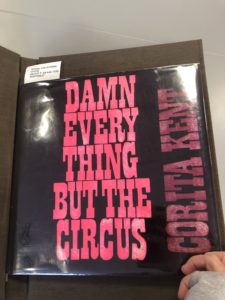 DAMN
EVERY
THING
BUT THE
CIRCUS
CORITA KENT